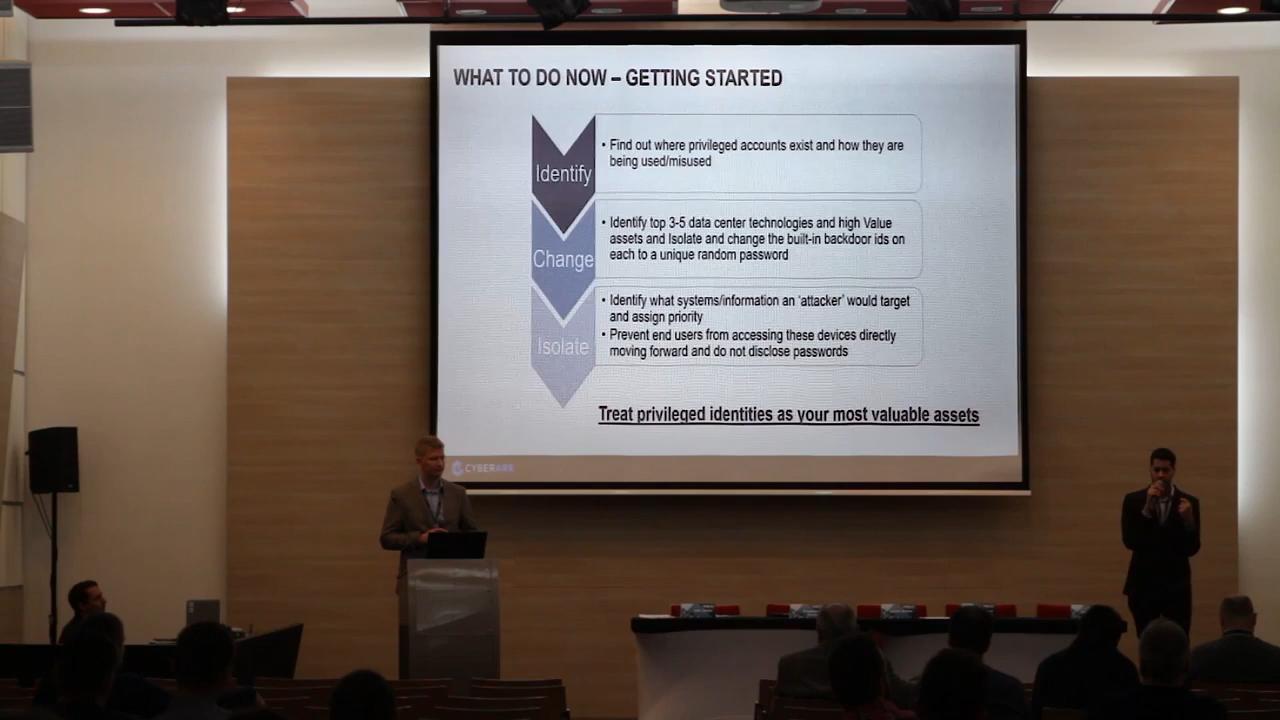 WHAT TO DO NOW – GETTING STARTED
Identify
• Find out where privileged accounts exist and how they are
being used/misused
Change
• Identify top 3-5 data center technologies and high Value
assets and Isolate and change the built-in backdoor ids on
each to a unique random password
Isolate
• Identify what systems/information an ‘attacker’ would target
and assign priority
• Prevent end users from accessing these devices directly
moving forward and do not disclose passwords
Treat privileged identities as your most valuable assets
CYBERARK